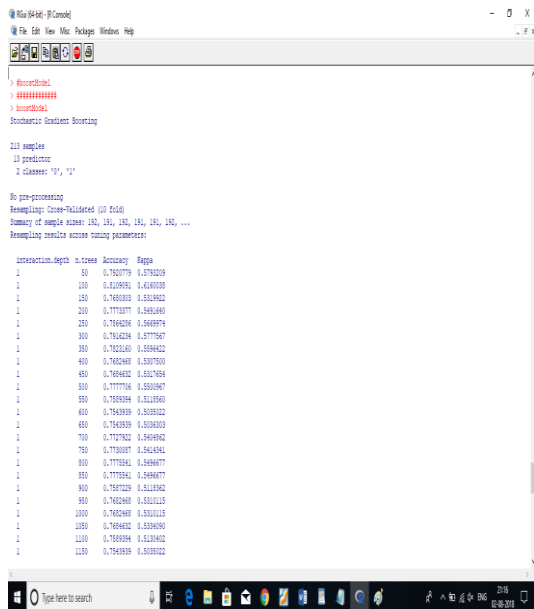 RGui (64-bit) - [R Console]
File Edit View Misc Packages Windows Help
> #boostModel
> ############
> boostModel
Stochastic Gradient Boosting
213 samples
13 predictor
2 classes: '0', '1'
No pre-processing
Resampling: Cross-Validated (10 fold)
Summary of sample sizes: 192, 191, 192, 191, 191, 192, ...
Resampling results across tuning parameters:
interaction.depth n.trees Accuracy Kappa
1 50 0.7920779 0.5793209
1 100 0.8109091 0.6160038
1 150 0.7680303 0.5319922
1 200 0.7773377 0.5491640
1 250 0.7864286 0.5669974
1 300 0.7916234 0.5777567
1 350 0.7823160 0.5596422
1 400 0.7682468 0.5307500
1 450 0.7684632 0.5317654
1 500 0.7777706 0.5500967
1 550 0.7589394 0.5118560
1 600 0.7543939 0.5035022
1 650 0.7543939 0.5036303
1 700 0.7727922 0.5404862
1 750 0.7730087 0.5414341
1 800 0.7775541 0.5496677
1 850 0.7775541 0.5496677
1 900 0.7587229 0.5118362
1 950 0.7682468 0.5310115
1 1000 0.7682468 0.5310115
1 1050 0.7684632 0.5334090
1 1100 0.7589394 0.5130402
1 1150 0.7543939 0.5035022
Type here to search
ENG
21:16
02-08-2018